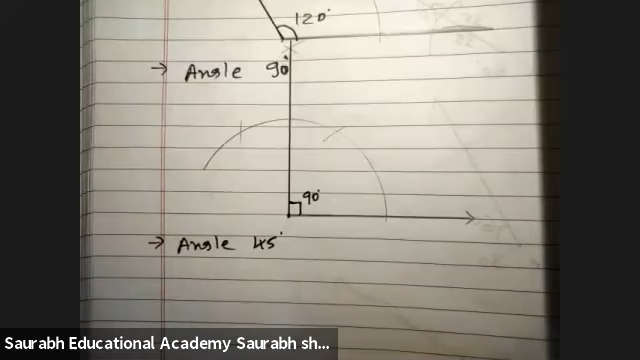 120°
→ Angle 90°
90°
→ Angle 45°
Saurabh Educational Academy Saurabh sh...